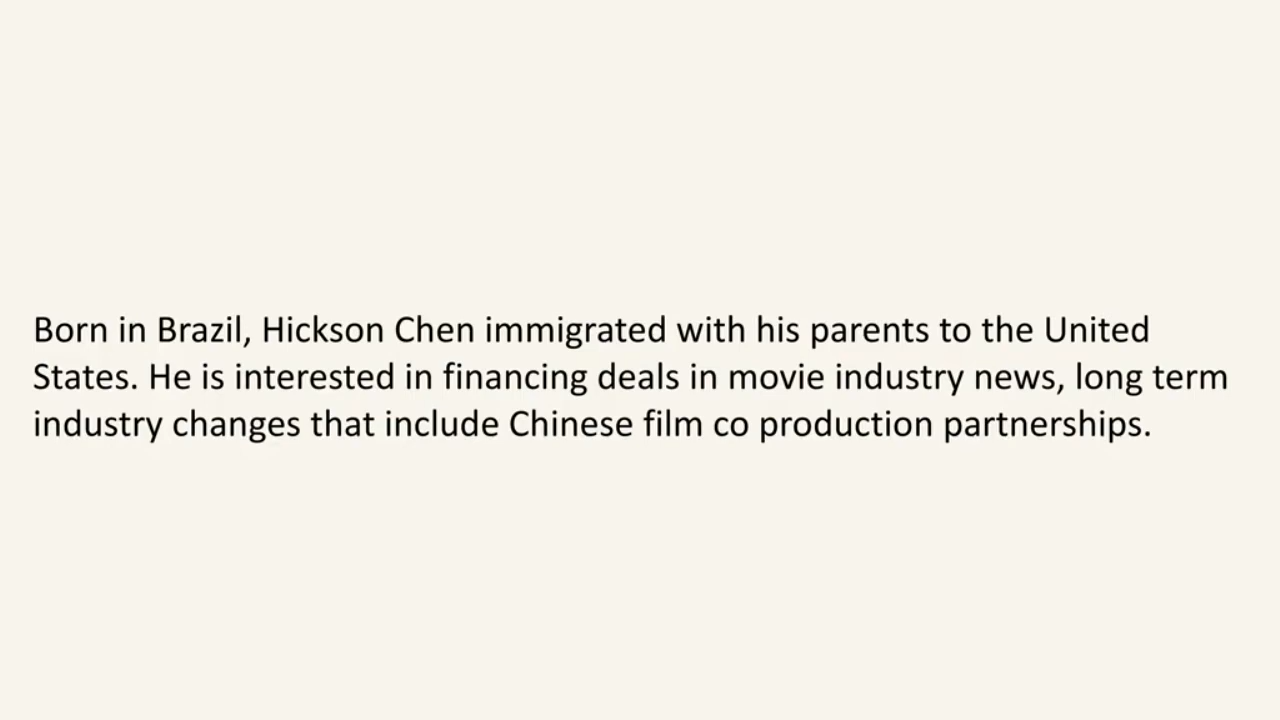 Born in Brazil, Hickson Chen immigrated with his parents to the United
States. He is interested in financing deals in movie industry news, long term
industry changes that include Chinese film co production partnerships.